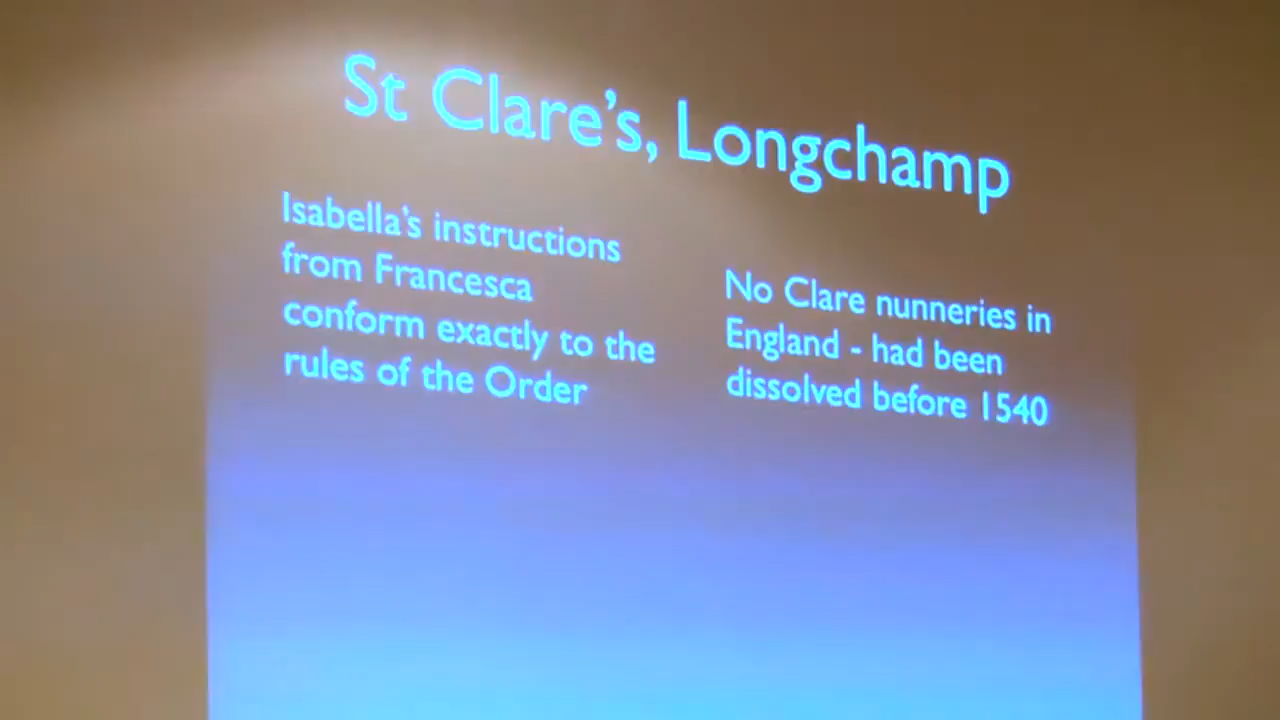 St Clare's, Longchamp
Isabella's instructions
from Francesca
conform exactly to the
rules of the Order
No Clare nunneries in
England - had been
dissolved before 1540